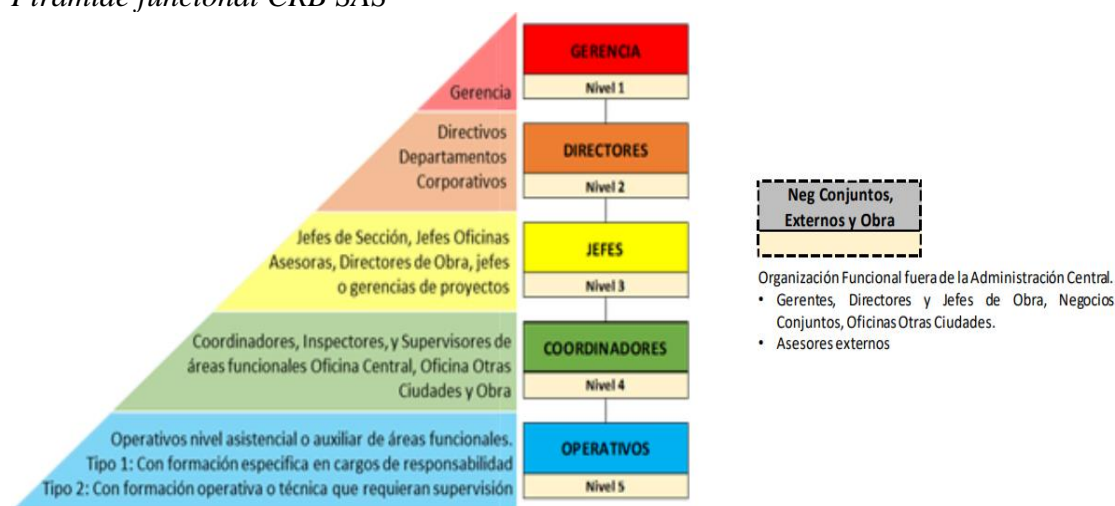 Pirámide funcional CRB SAS
Gerencia
GERENCIA
Nivel 1
Directivos
Departamentos
Corporativos
DIRECTORES
Nivel 2
Jefes de Sección, Jefes Oficinas
Asesoras, Directores de Obra, jefes
o gerencias de proyectos
JEFES
Nivel 3
Coordinadores, Inspectores, y Supervisores de
áreas funcionales Oficina Central, Oficina Otras
Ciudades y Obra
COORDINADORES
Nivel 4
Operativos nivel asistencial o auxiliar de áreas funcionales.
Tipo 1: Con formación especifica en cargos de responsabilidad
Tipo 2: Con formación operativa o técnica que requieran supervisión
OPERATIVOS
Nivel 5
Neg Conjuntos,
Externos y Obra
Organización Funcional fuera de la Administración Central.
• Gerentes, Directores y Jefes de Obra, Negocios
Conjuntos, Oficinas Otras Ciudades.
• Asesores externos